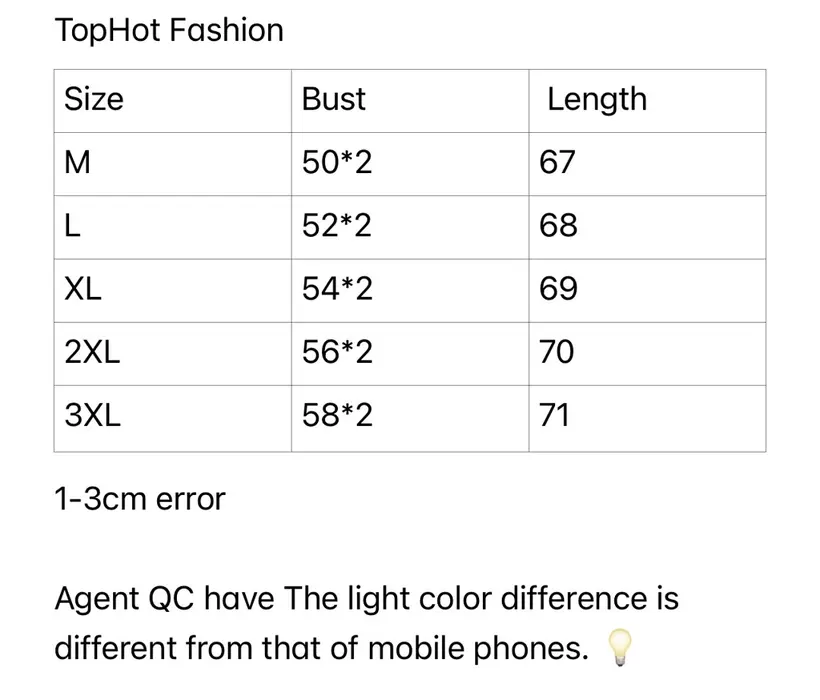 TopHot Fashion
Size Bust Length
M 50*2 67
L 52*2 68
XL 54*2 69
2XL 56*2 70
3XL 58*2 71
1-3cm error
Agent QC have The light color difference is
different from that of mobile phones. 💡